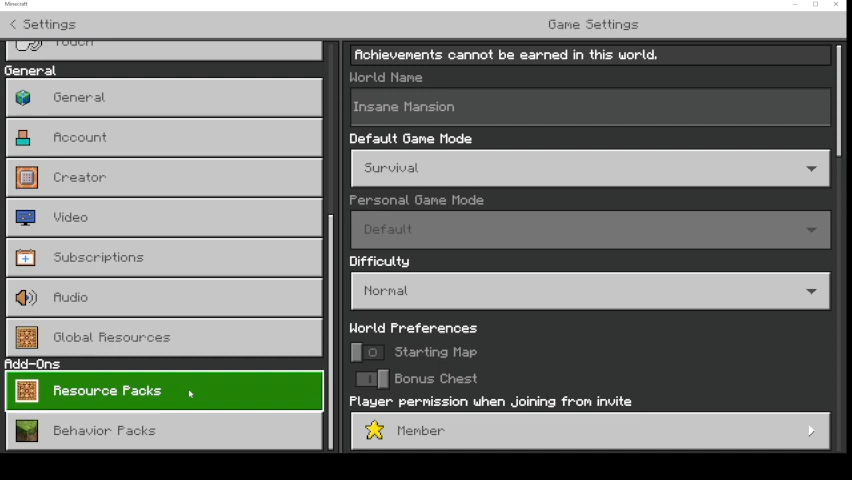 Minecraft
Settings
Game Settings
Touch
General
General
Account
Creator
Video
Subscriptions
Audio
Global Resources
Add-Ons
Resource Packs
Behavior Packs
Achievements cannot be earned in this world.
World Name
Insane Mansion
Default Game Mode
Survival
Personal Game Mode
Default
Difficulty
Normal
World Preferences
Starting Map
Bonus Chest
Player permission when joining from invite
Member